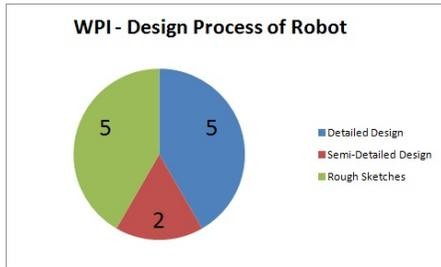 WPI - Design Process of Robot
5
5
2
Detailed Design
Semi-Detailed Design
Rough Sketches